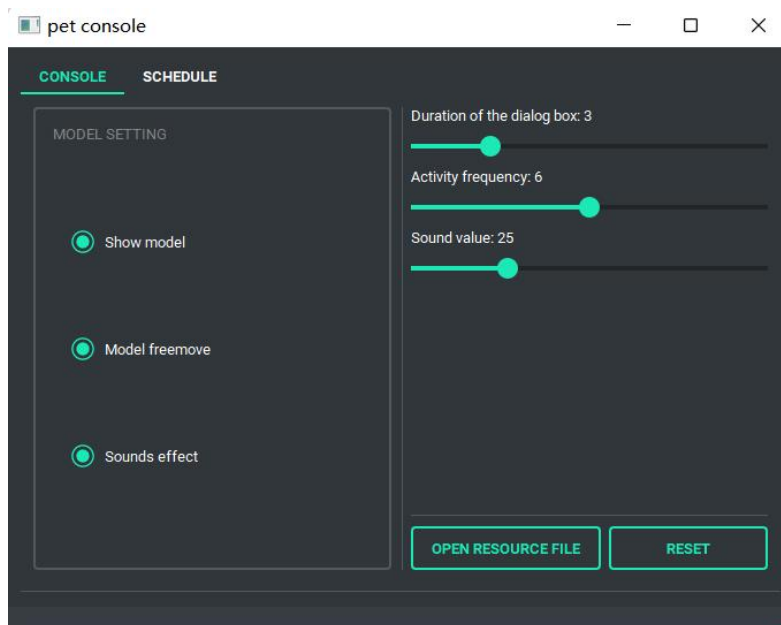 pet console
CONSOLE SCHEDULE
MODEL SETTING
Show model
Model freemove
Sounds effect
Duration of the dialog box: 3
Activity frequency: 6
Sound value: 25
OPEN RESOURCE FILE RESET